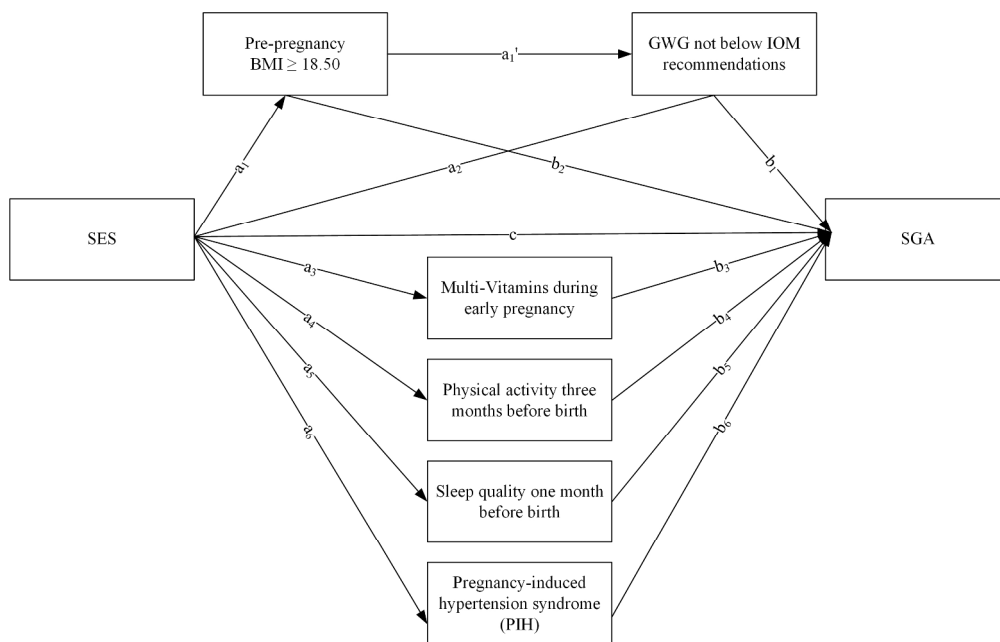 Pre-pregnancy
BMI ≥ 18.50
a₁'
GWG not below IOM
recommendations
a₁
a₂
b₂
b₁
SES
c
SGA
a₃
Multi-Vitamins during
early pregnancy
b₃
a₄
Physical activity three
months before birth
b₄
a₅
Sleep quality one month
before birth
b₅
a₆
Pregnancy-induced
hypertension syndrome
(PIH)
b₆